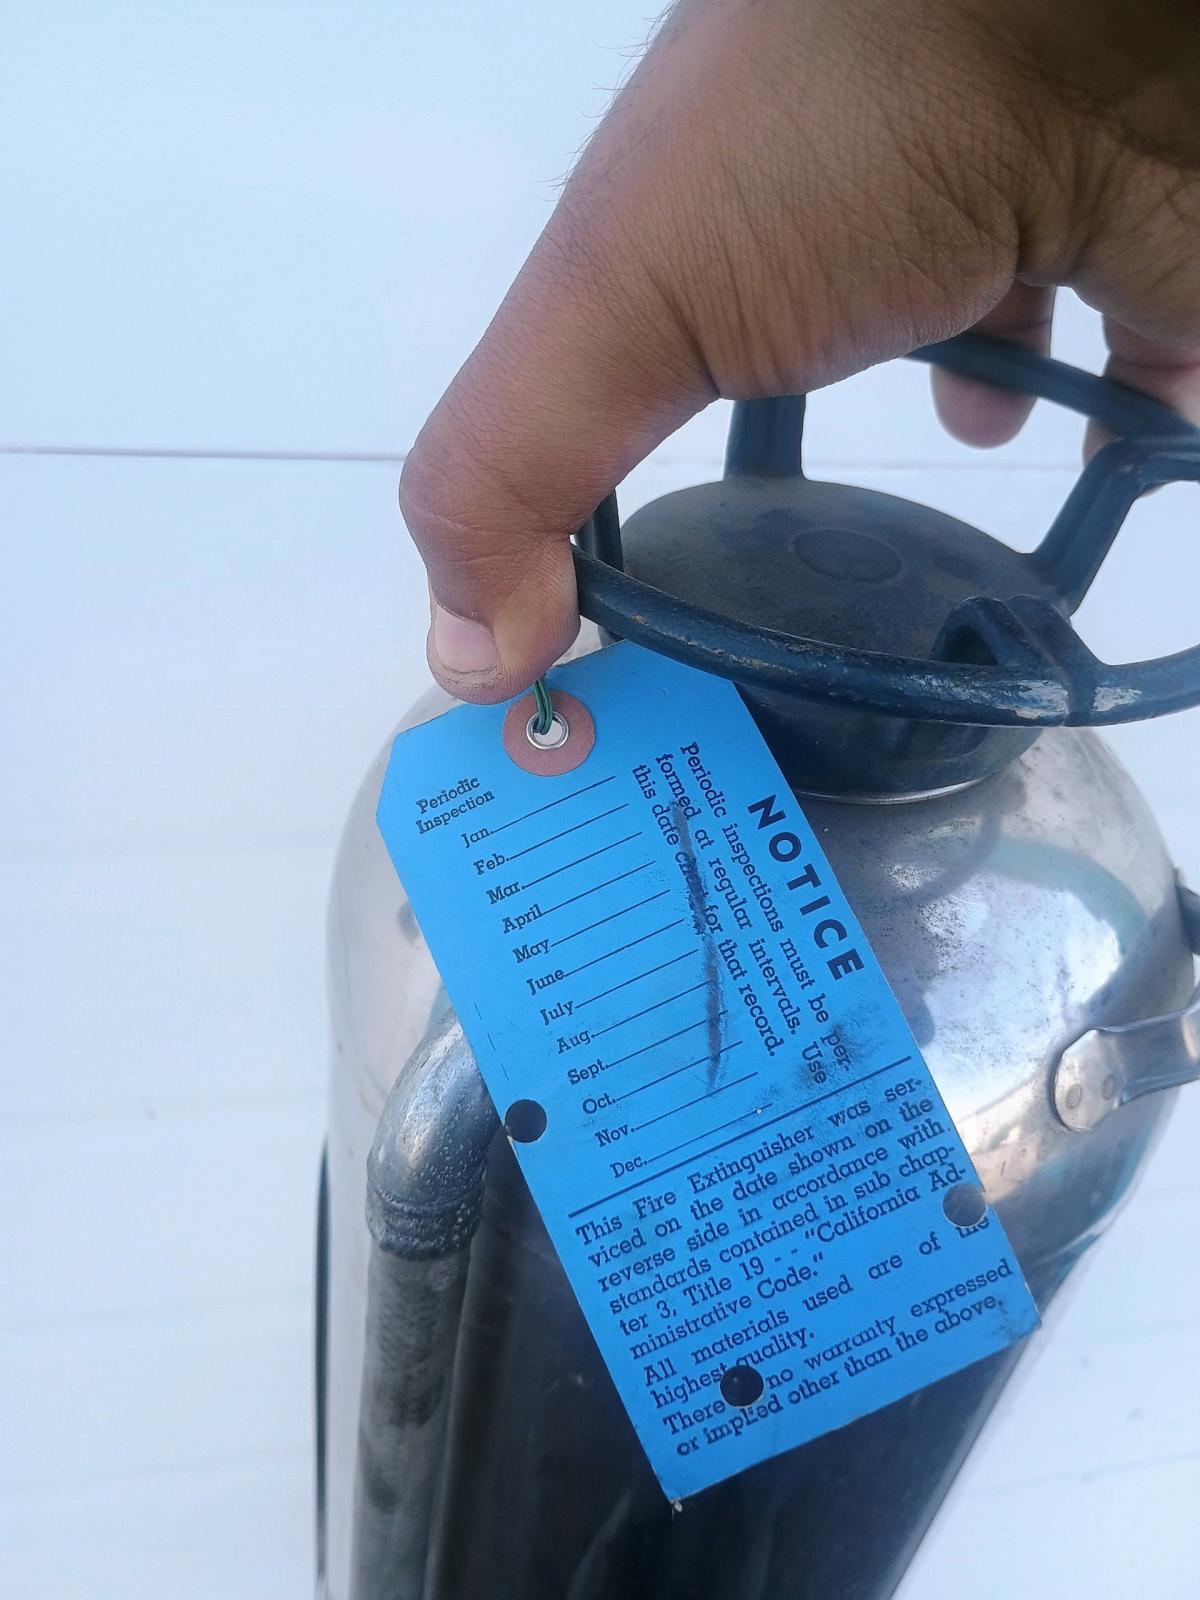 Periodic
Inspection
Jan.
Feb.
Mar.
April
May
June
July
Aug.
Sept.
Oct.
Nov.
Dec.
NOTICE
Periodic inspections must be per-
formed at regular intervals. Use
this date chart for that record.
This Fire Extinguisher was ser-
viced on the date shown on the
reverse side in accordance with
standards contained in sub chap-
ter 3, Title 19 - - "California Ad-
ministrative Code."
All materials used are of the
highest quality.
There no warranty expressed
or implied other than the above.